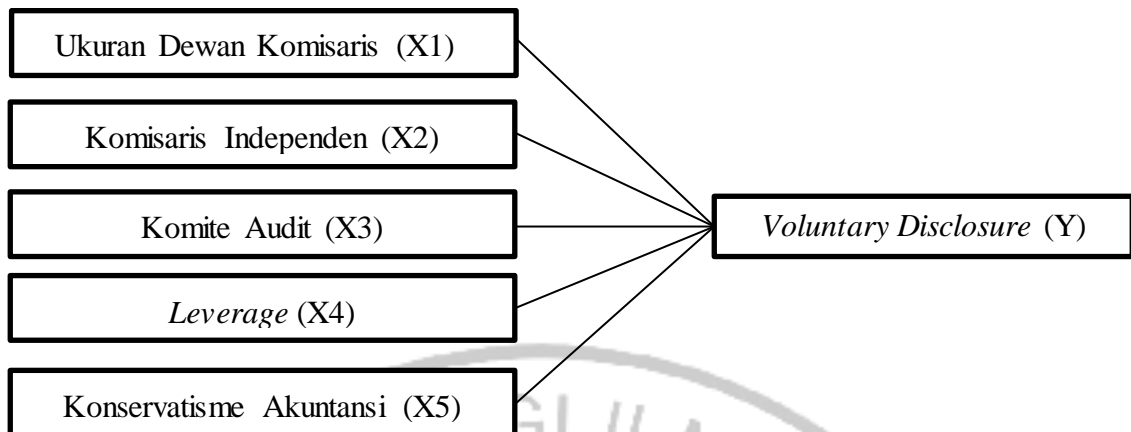 Ukuran Dewan Komisaris (X1)
Komisaris Independen (X2)
Komite Audit (X3)
Voluntary Disclosure (Y)
Leverage (X4)
Konservatisme Akuntansi (X5)